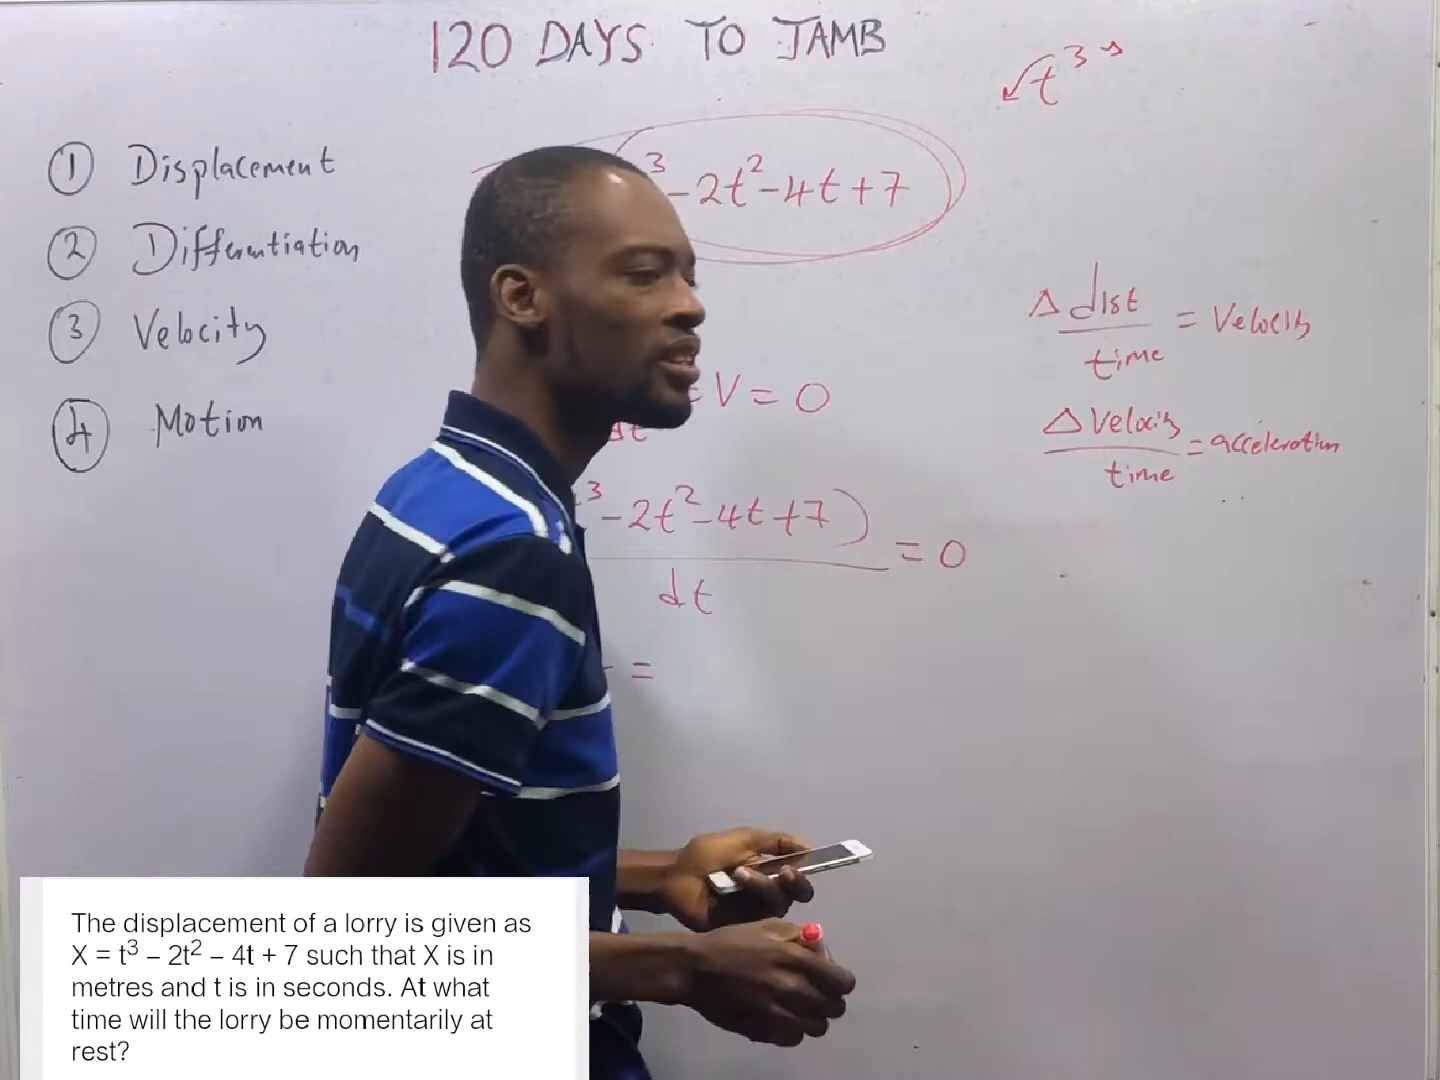 120 DAYS TO JAMB
t³ s
① Displacement
② Differentiation
③ Velocity
④ Motion
³-2t²-4t+7
Δ dist / time = Velocity
Δ Velocity / time = acceleration
V = 0
dt
³-2t²-4t+7) / dt = 0
=
The displacement of a lorry is given as
X = t³ – 2t² – 4t + 7 such that X is in
metres and t is in seconds. At what
time will the lorry be momentarily at
rest?